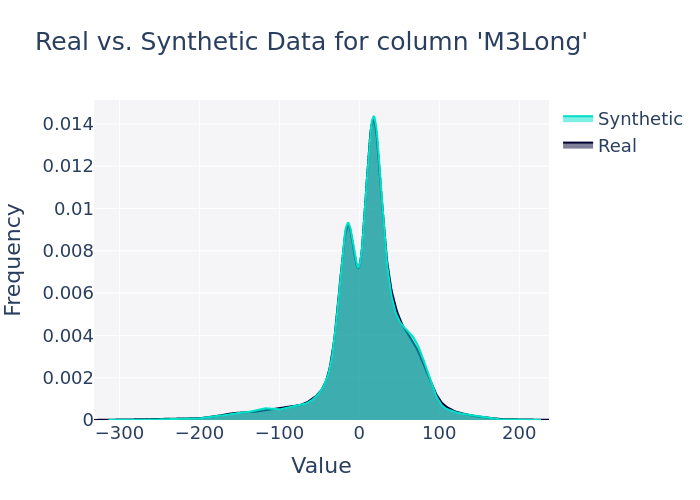 Real vs. Synthetic Data for column 'M3Long'
Synthetic
Real
0.014
0.012
0.01
0.008
0.006
0.004
0.002
0
Frequency
−300
−200
−100
0
100
200
Value